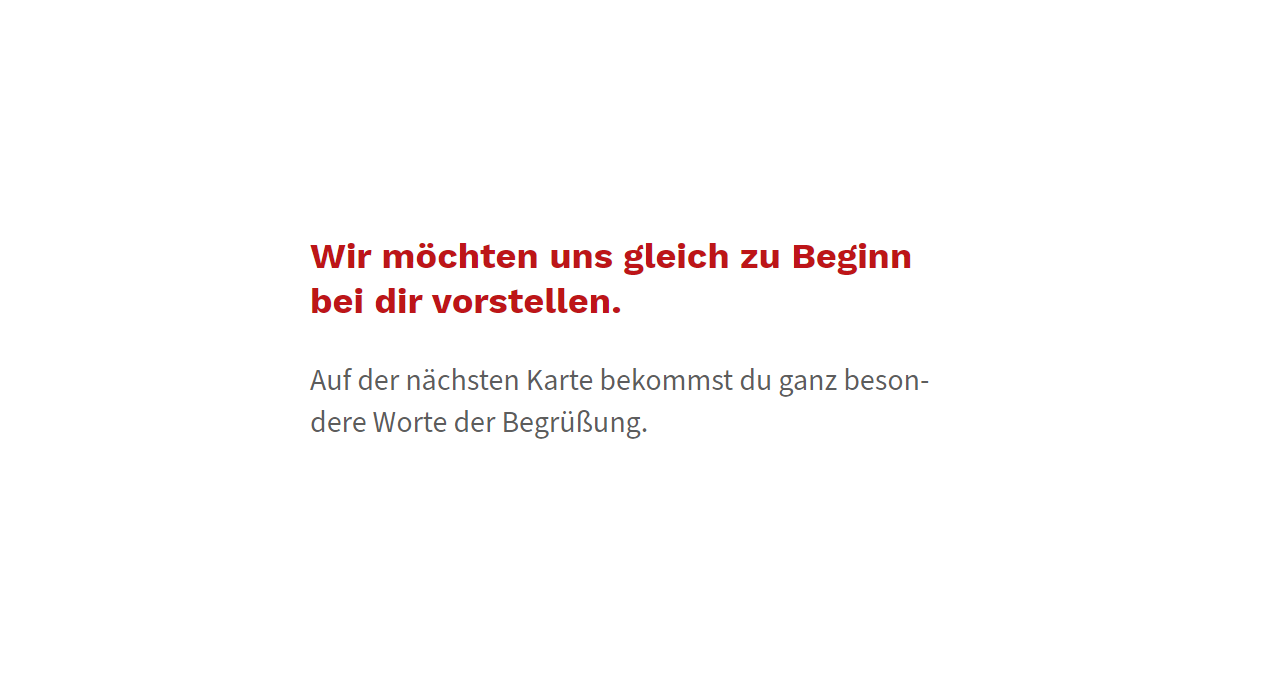 Wir möchten uns gleich zu Beginn
bei dir vorstellen.
Auf der nächsten Karte bekommst du ganz beson-
dere Worte der Begrüßung.